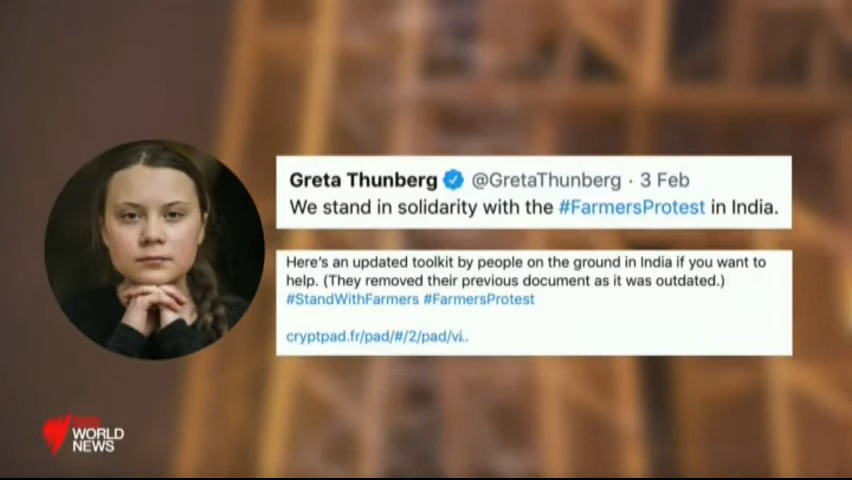 Greta Thunberg @GretaThunberg · 3 Feb
We stand in solidarity with the #FarmersProtest in India.
Here's an updated toolkit by people on the ground in India if you want to
help. (They removed their previous document as it was outdated.)
#StandWithFarmers #FarmersProtest
cryptpad.fr/pad/#/2/pad/vi..
WORLD
NEWS